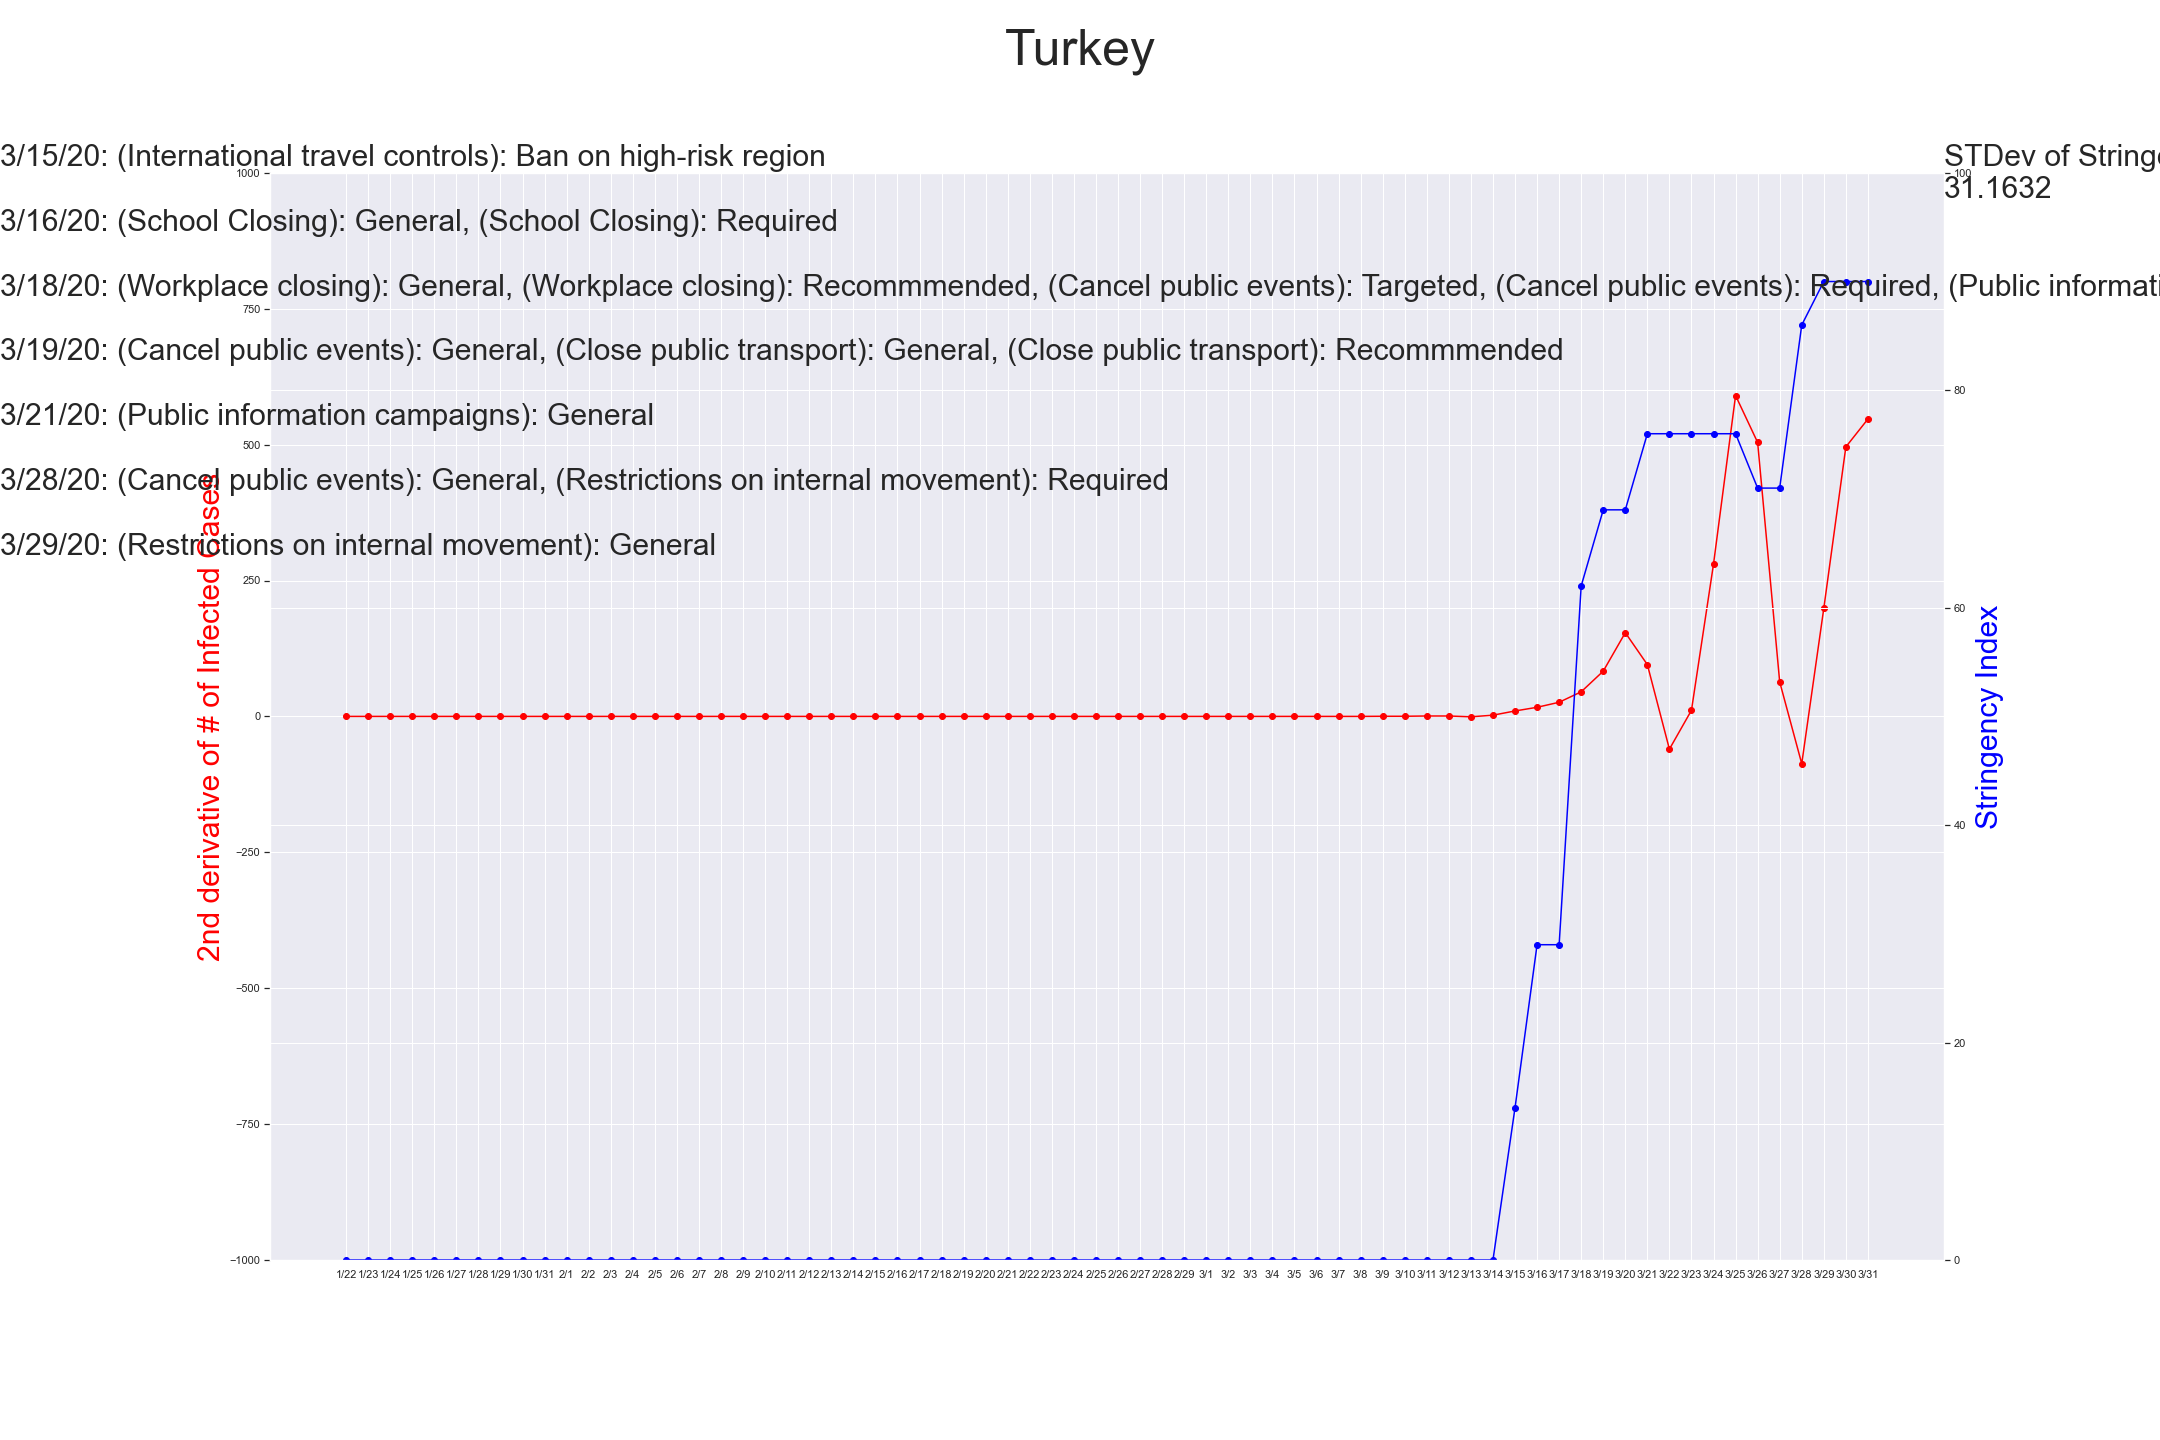 Turkey
3/15/20: (International travel controls): Ban on high-risk region
STDev of
31.1632
3/16/20: (School Closing): General, (School Closing): Required
3/18/20: (Workplace closing): General, (Workplace closing): Recommmended, (Cancel public events): Targeted, (Cancel public events): Required, (Public
3/19/20: (Cancel public events): General, (Close public transport): General, (Close public transport): Recommmended
3/21/20: (Public information campaigns): General
3/28/20: (Cancel public events): General, (Restrictions on internal movement): Required
3/29/20: (Restrictions on internal movement): General
2nd derivative of # of Infected Cases
1000
750
500
250
0
−250
−500
−750
−1000
Stringency Index
100
80
60
40
20
0
1/22 1/23 1/24 1/25 1/26 1/27 1/28 1/29 1/30 1/31 2/1 2/2 2/3 2/4 2/5 2/6 2/7 2/8 2/9 2/10 2/11 2/12 2/13 2/14 2/15 2/16 2/17 2/18 2/19 2/20 2/21 2/22 2/23 2/24 2/25 2/26 2/27 2/28 2/29 3/1 3/2 3/3 3/4 3/5 3/6 3/7 3/8 3/9 3/10 3/11 3/12 3/13 3/14 3/15 3/16 3/17 3/18 3/19 3/20 3/21 3/22 3/23 3/24 3/25 3/26 3/27 3/28 3/29 3/30 3/31